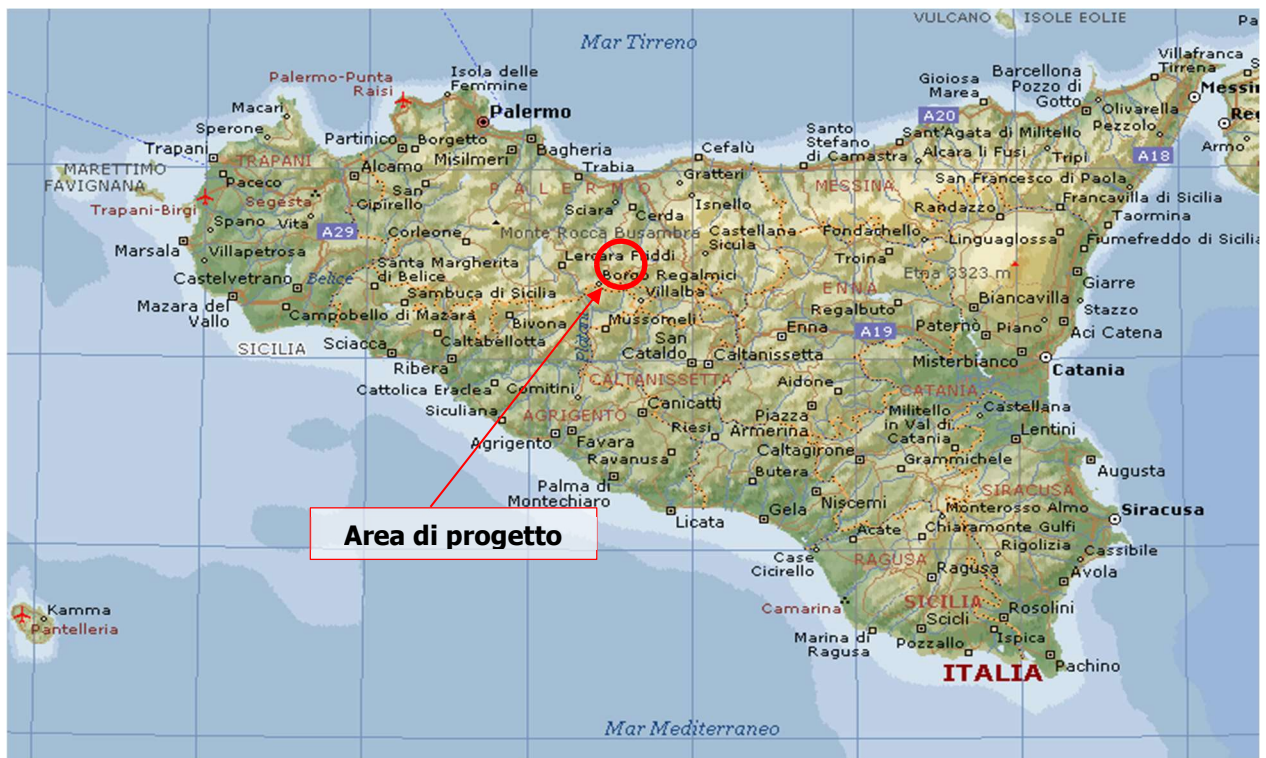 VULCANO
ISOLE EOLIE
Pa
Mar Tirreno
Villafranca
Tirrena
S
Palermo-Punta
Raisi
Isola delle
Femmine
Gioiosa
Marea
Barcellona
Pozzo di
Gotto
Messi
Macari
Palermo
A20
Olivarella
Reg
Sperone
Partinico
Borgetto
Santo
Stefano
di Camastra
Sant'Agata di Militello
Pezzolo
Trapani
TRAPANI
Misilmeri
Bagheria
Cefalù
Alcara li Fusi
Tripi
A18
Armo
MARETTIMO
FAVIGNANA
Alcamo
Trabia
Gratteri
Paceco
San
Cipirello
PALERMO
MESSINA
San Francesco di Paola
Segesta
Trapani-Birgi
Sciara
Cerda
Isnello
Randazzo
Francavilla di Sicilia
Spano
Vita
A29
Corleone
Monte Rocca Busambra
Castellana
Sicula
Fondachello
Linguaglossa
Taormina
Marsala
Villapetrosa
Fiumefreddo di Sicilia
Santa Margherita
di Belice
Lercara Friddi
Troina
Etna 3323 m
Castelvetrano
Belice
Borgo Regalmici
ENNA
Giarre
Mazara del
Vallo
Sambuca di Sicilia
Villalba
Regalbuto
Biancavilla
Stazzo
Campobello di Mazara
Bivona
Mussomeli
Enna
A19
Paternò
Piano
Aci Catena
SICILIA
Sciacca
Caltabellotta
San
Cataldo
Caltanissetta
Misterbianco
Ribera
Catania
Cattolica Eraclea
Comitini
CALTANISSETTA
Aidone
CATANIA
Siculiana
AGRIGENTO
Canicattì
Piazza
Armerina
Militello
in Val di
Catania
Castellana
Agrigento
Favara
Riesi
Lentini
Ravanusa
Caltagirone
Grammichele
Augusta
Palma di
Montechiaro
Butera
SIRACUSA
Licata
Gela
Niscemi
Monterosso Almo
Siracusa
Area di progetto
Acate
Chiaramonte Gulfi
Case
Cicirello
RAGUSA
Rigolizia
Cassibile
Ragusa
Avola
Kamma
Pantelleria
Camarina
SICILIA
Rosolini
Scicli
Marina di
Ragusa
Pozzallo
Ispica
Pachino
ITALIA
Mar Mediterraneo